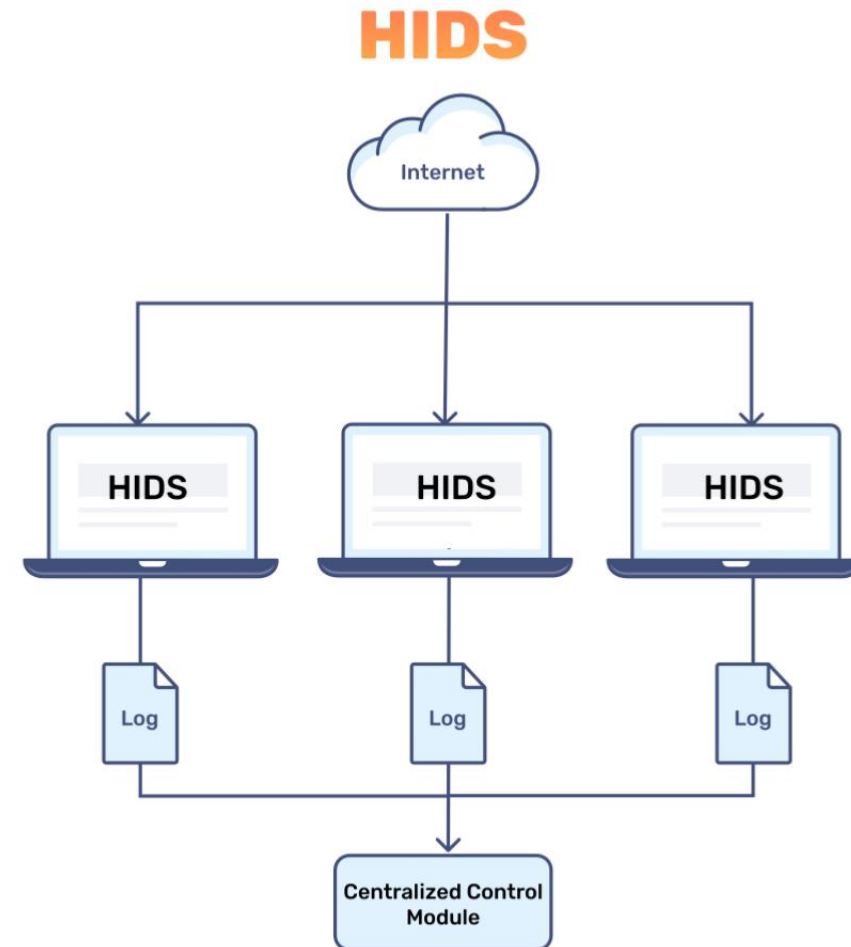 HIDS
Internet
HIDS
HIDS
HIDS
Log
Log
Log
Centralized Control
Module